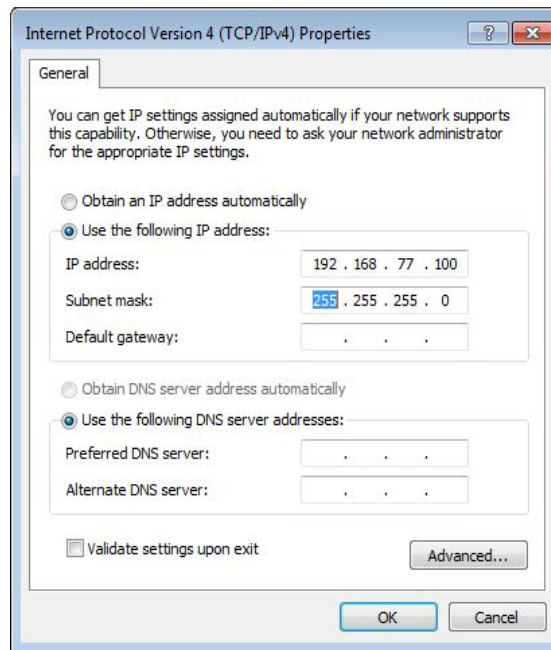 Internet Protocol Version 4 (TCP/IPv4) Properties
?
General
You can get IP settings assigned automatically if your network supports
this capability. Otherwise, you need to ask your network administrator
for the appropriate IP settings.
Obtain an IP address automatically
Use the following IP address:
IP address: 192 . 168 . 77 . 100
Subnet mask: 255 . 255 . 255 . 0
Default gateway: . . .
Obtain DNS server address automatically
Use the following DNS server addresses:
Preferred DNS server: . . .
Alternate DNS server: . . .
Validate settings upon exit
Advanced...
OK Cancel